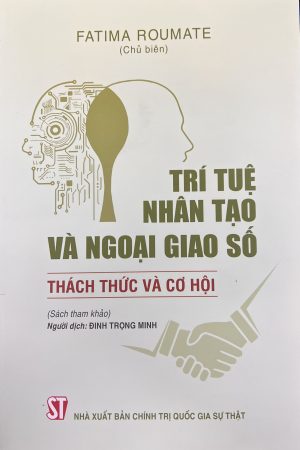 FATIMA ROUMATE
(Chủ biên)
TRÍ TUỆ
NHÂN TẠO
VÀ NGOẠI GIAO SỐ
THÁCH THỨC VÀ CƠ HỘI
(Sách tham khảo)
Người dịch: ĐINH TRỌNG MINH
ST
NHÀ XUẤT BẢN CHÍNH TRỊ QUỐC GIA SỰ THẬT